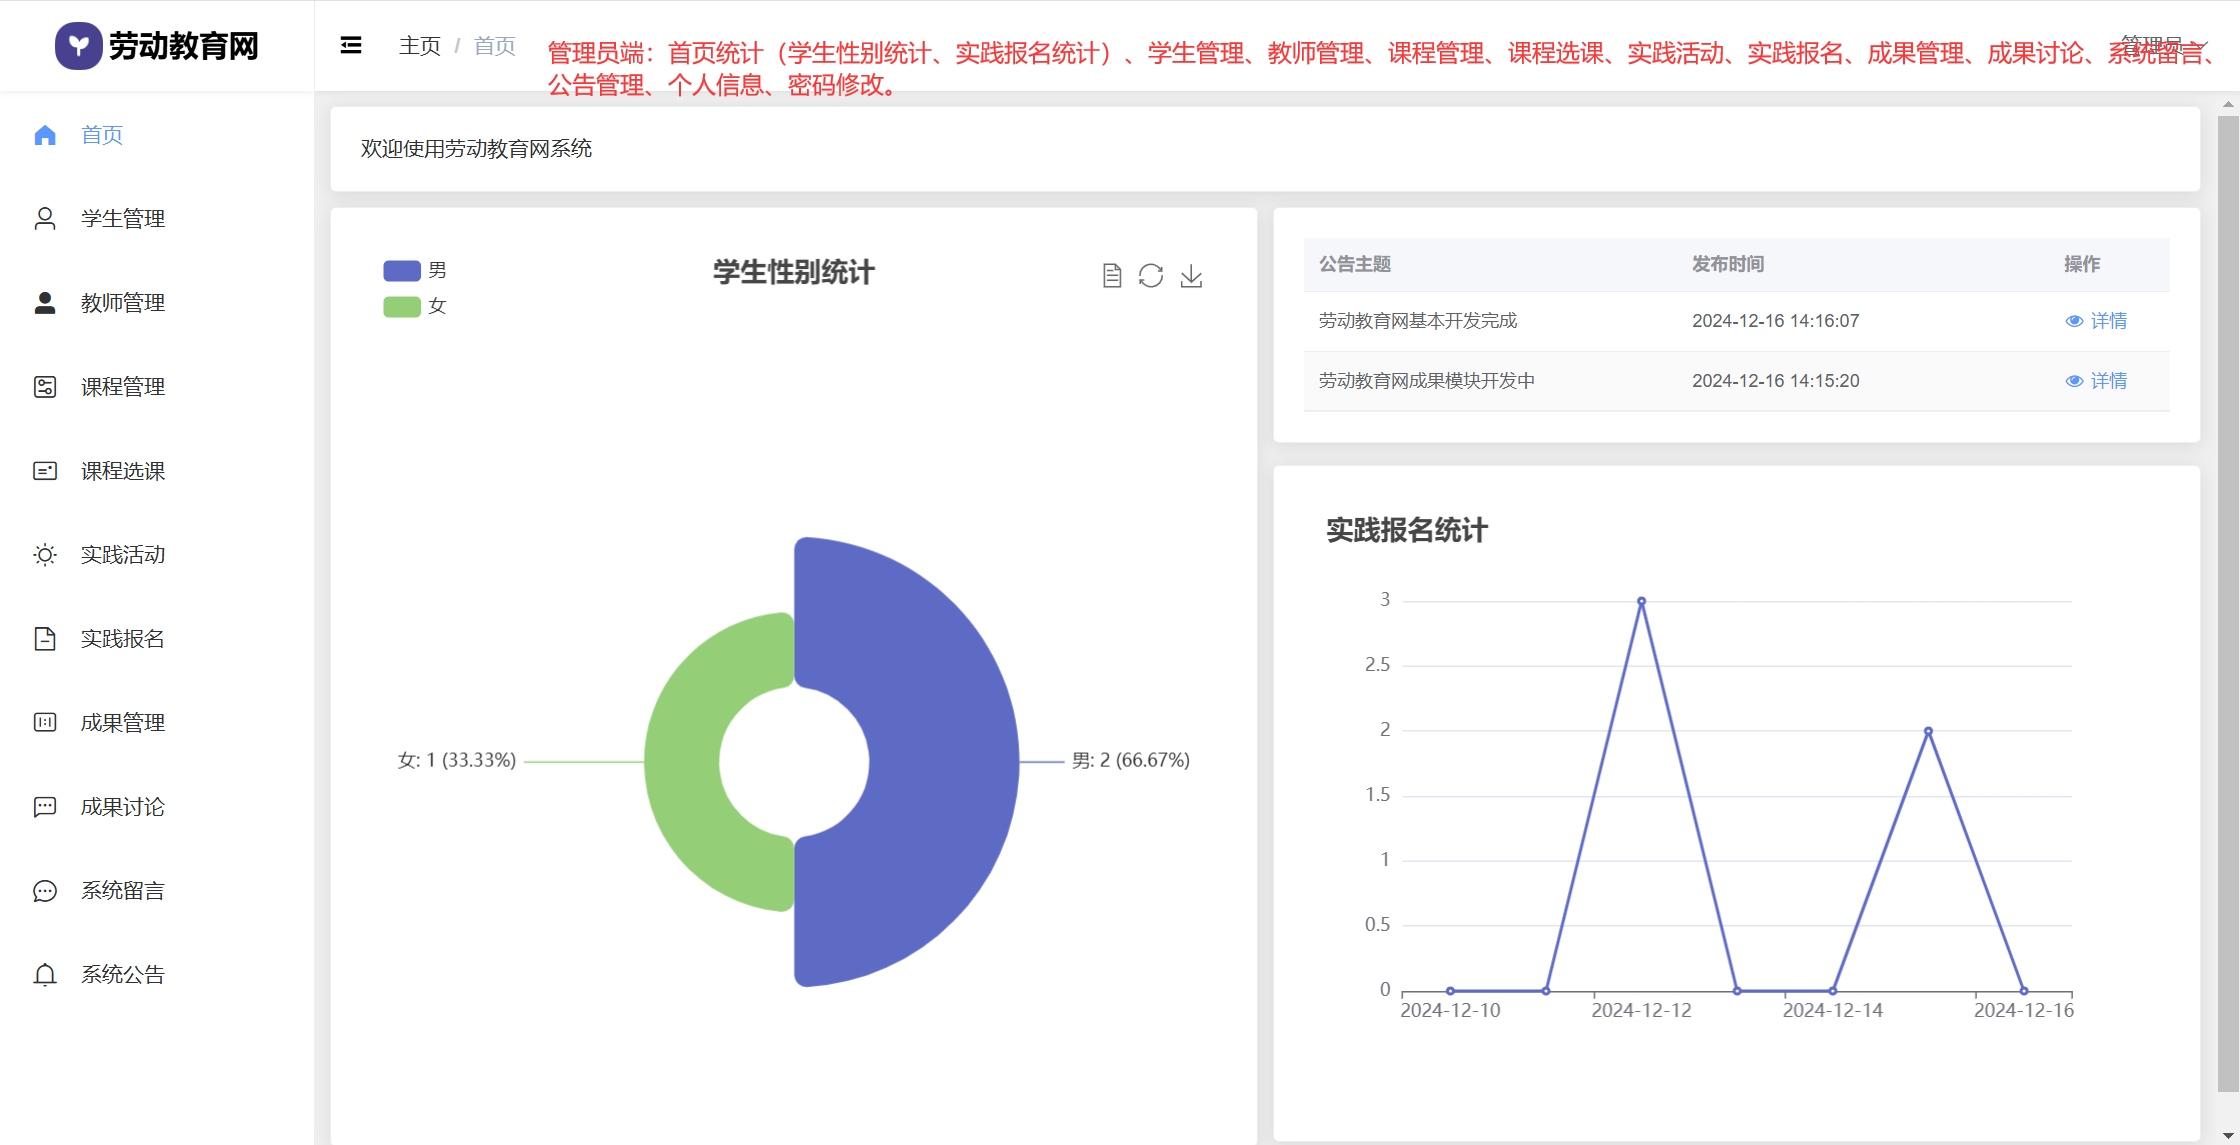 劳动教育网
主页 / 首页
管理员端：首页统计（学生性别统计、实践报名统计）、学生管理、教师管理、课程管理、课程选课、实践活动、实践报名、成果管理、成果讨论、系统留言、
公告管理、个人信息、密码修改。
管理员
首页
学生管理
教师管理
课程管理
课程选课
实践活动
实践报名
成果管理
成果讨论
系统留言
系统公告
欢迎使用劳动教育网系统
学生性别统计
男
女
女: 1 (33.33%)
男: 2 (66.67%)
公告主题 发布时间 操作
劳动教育网基本开发完成 2024-12-16 14:16:07 详情
劳动教育网成果模块开发中 2024-12-16 14:15:20 详情
实践报名统计
3
2.5
2
1.5
1
0.5
0
2024-12-10 2024-12-12 2024-12-14 2024-12-16